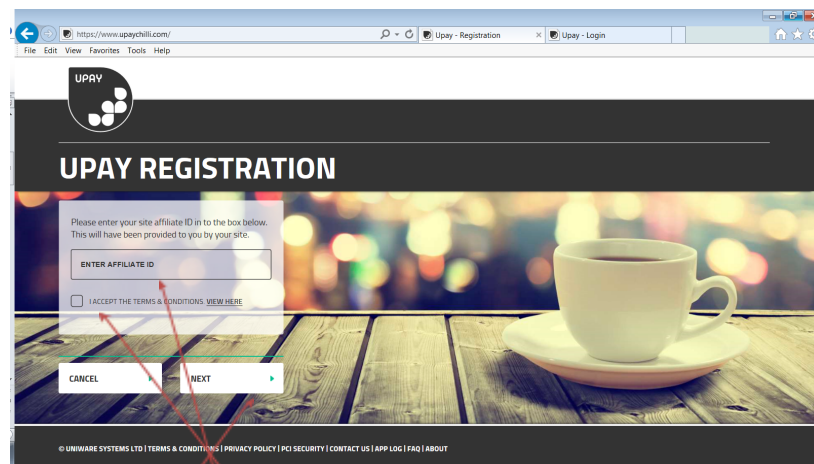 https://www.upaychilli.com/
Upay - Registration
Upay - Login
File Edit View Favorites Tools Help
UPAY
UPAY REGISTRATION
Please enter your site affiliate ID in to the box below.
This will have been provided to you by your site.
ENTER AFFILIATE ID
I ACCEPT THE TERMS & CONDITIONS. VIEW HERE
CANCEL
NEXT
© UNIWARE SYSTEMS LTD | TERMS & CONDITIONS | PRIVACY POLICY | PCI SECURITY | CONTACT US | APP LOG | FAQ | ABOUT